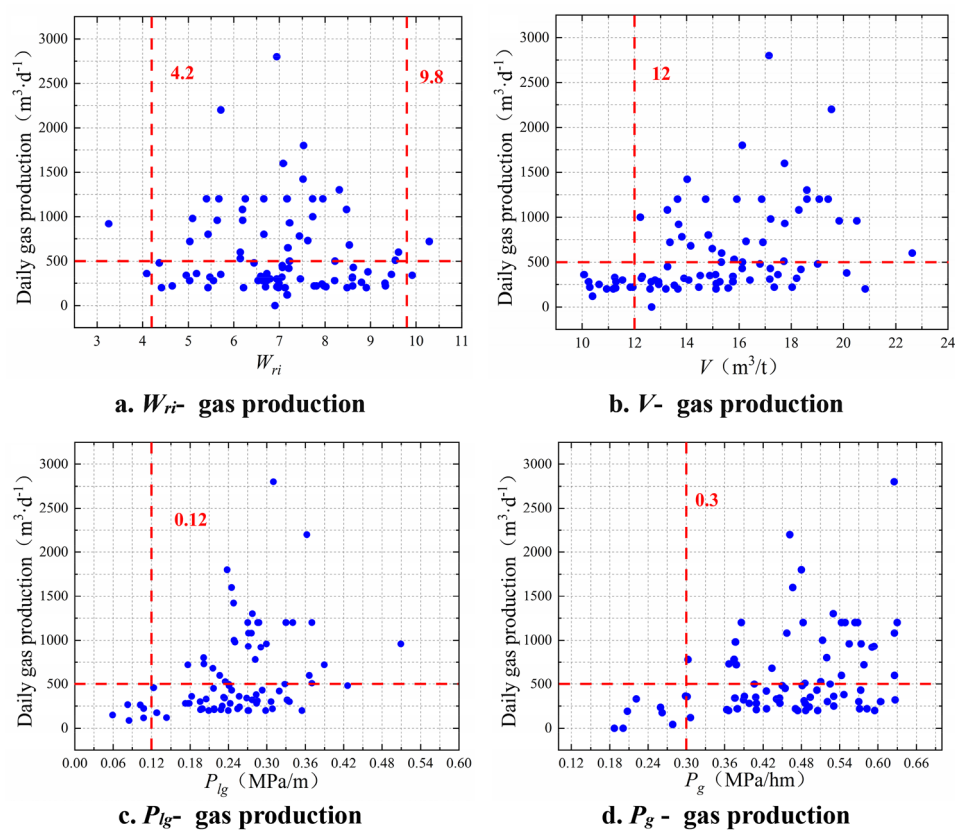 Daily gas production（m³·d⁻¹）
3000
2500
2000
1500
1000
500
0
4.2
9.8
3 4 5 6 7 8 9 10 11
Wri
a. Wri- gas production
Daily gas production（m³·d⁻¹）
3000
2500
2000
1500
1000
500
0
12
10 12 14 16 18 20 22 24
V（m³/t）
b. V- gas production
Daily gas production（m³·d⁻¹）
3000
2500
2000
1500
1000
500
0
0.12
0.00 0.06 0.12 0.18 0.24 0.30 0.36 0.42 0.48 0.54 0.60
Plg（MPa/m）
c. Plg- gas production
Daily gas production（m³·d⁻¹）
3000
2500
2000
1500
1000
500
0
0.3
0.12 0.18 0.24 0.30 0.36 0.42 0.48 0.54 0.60 0.66
Pg（MPa/hm）
d. Pg - gas production